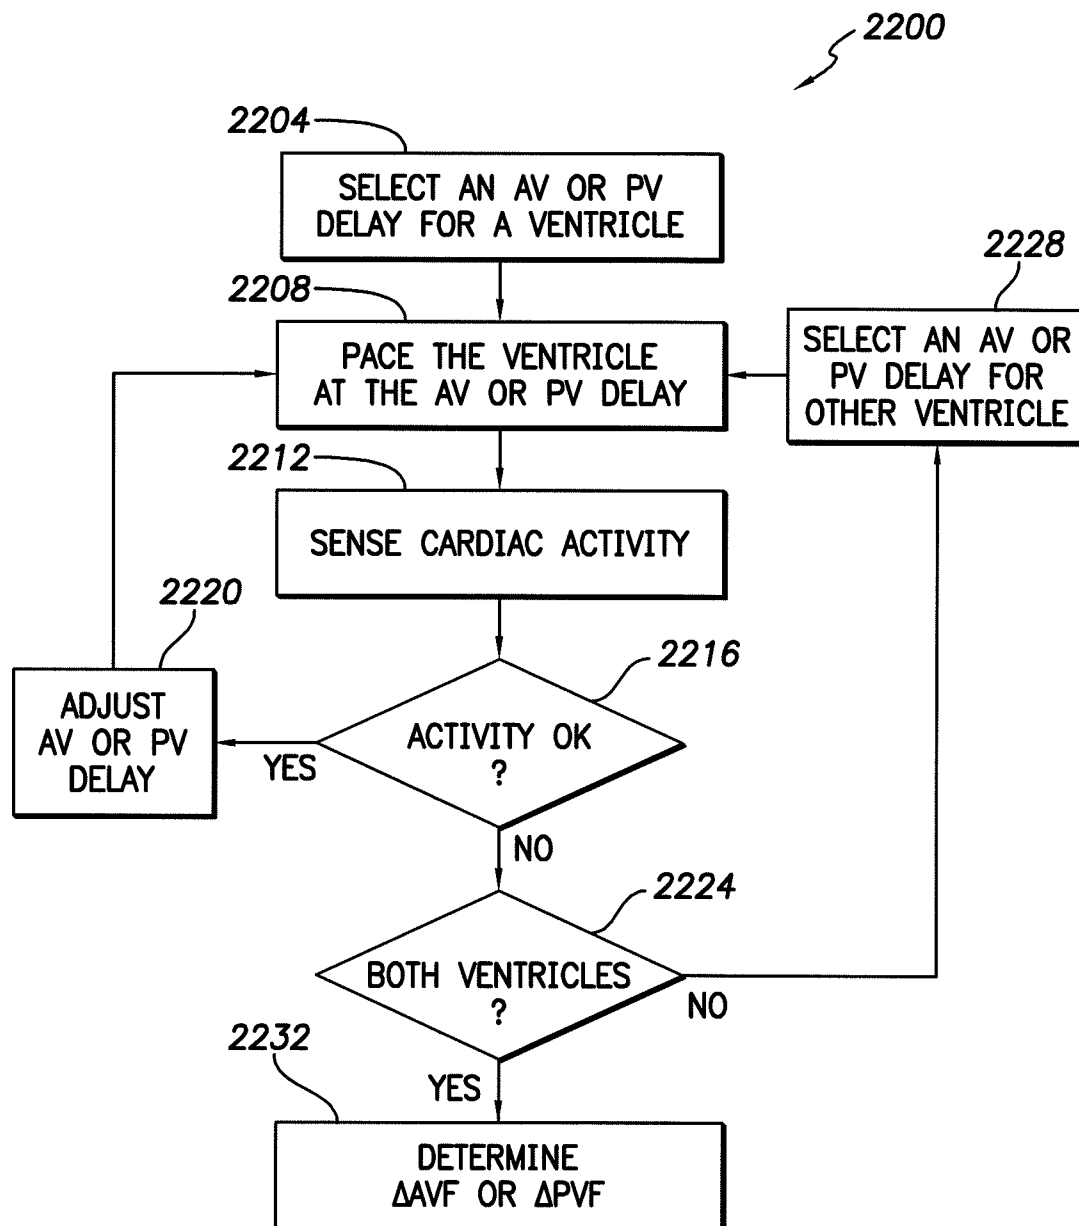 2200
2204
SELECT AN AV OR PV
DELAY FOR A VENTRICLE
2208
PACE THE VENTRICLE
AT THE AV OR PV DELAY
2228
SELECT AN AV OR
PV DELAY FOR
OTHER VENTRICLE
2212
SENSE CARDIAC ACTIVITY
2220
ADJUST
AV OR PV
DELAY
2216
ACTIVITY OK
?
YES
NO
2224
BOTH VENTRICLES
?
NO
YES
2232
DETERMINE
ΔAVF OR ΔPVF